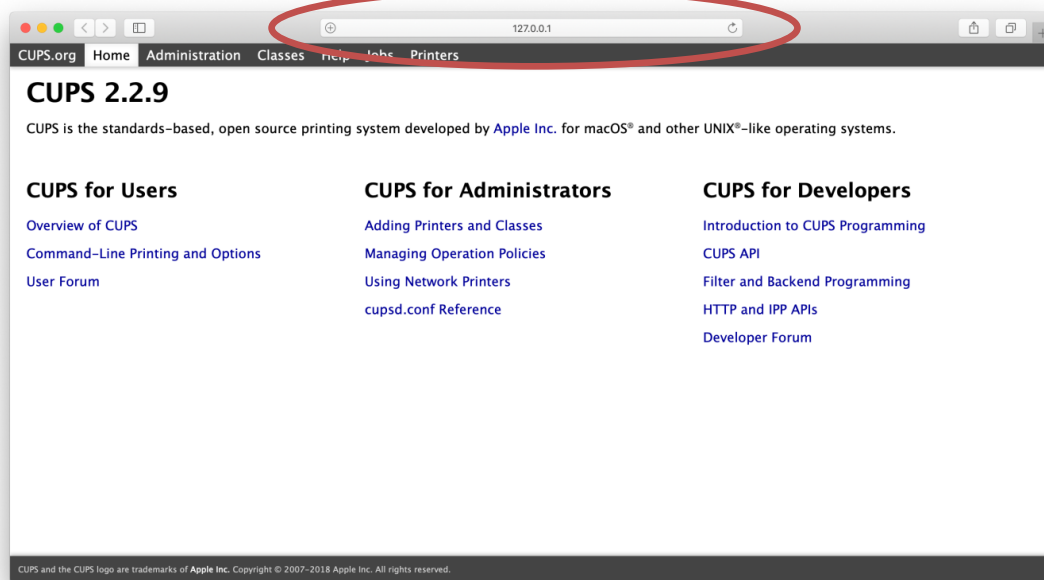 127.0.0.1
CUPS.org Home Administration Classes Help Jobs Printers
CUPS 2.2.9
CUPS is the standards-based, open source printing system developed by Apple Inc. for macOS® and other UNIX®-like operating systems.
CUPS for Users
Overview of CUPS
Command-Line Printing and Options
User Forum
CUPS for Administrators
Adding Printers and Classes
Managing Operation Policies
Using Network Printers
cupsd.conf Reference
CUPS for Developers
Introduction to CUPS Programming
CUPS API
Filter and Backend Programming
HTTP and IPP APIs
Developer Forum
CUPS and the CUPS logo are trademarks of Apple Inc. Copyright © 2007-2018 Apple Inc. All rights reserved.